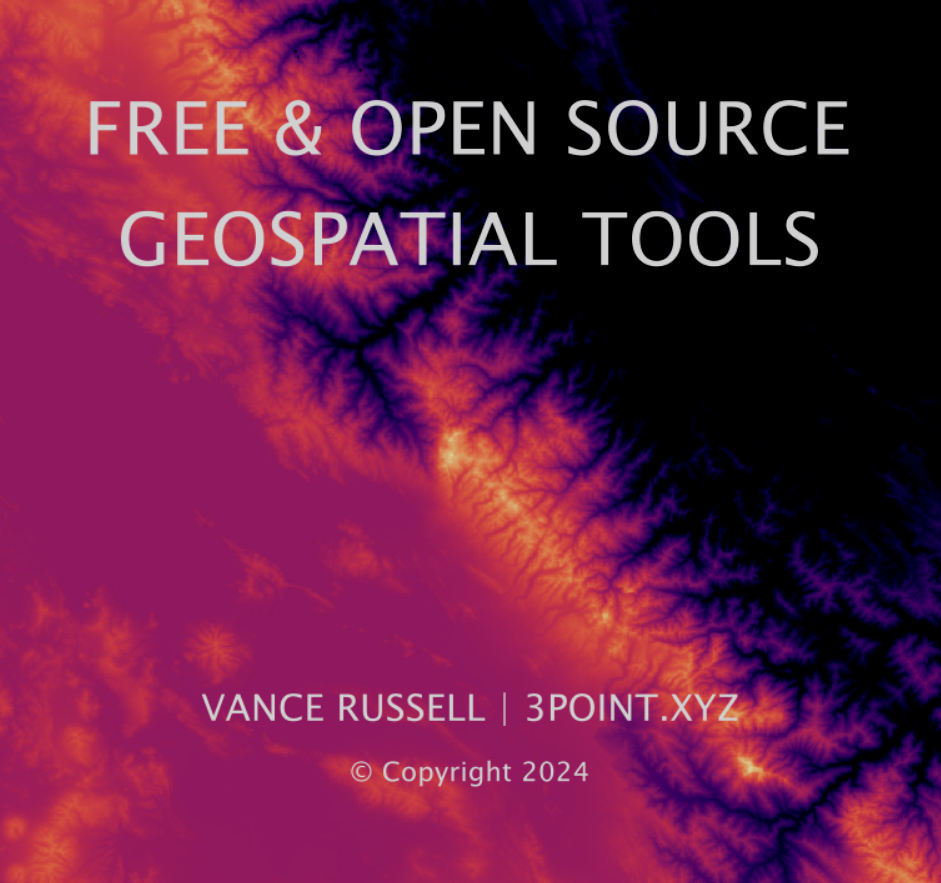 FREE & OPEN SOURCE
GEOSPATIAL TOOLS
VANCE RUSSELL | 3POINT.XYZ
© Copyright 2024